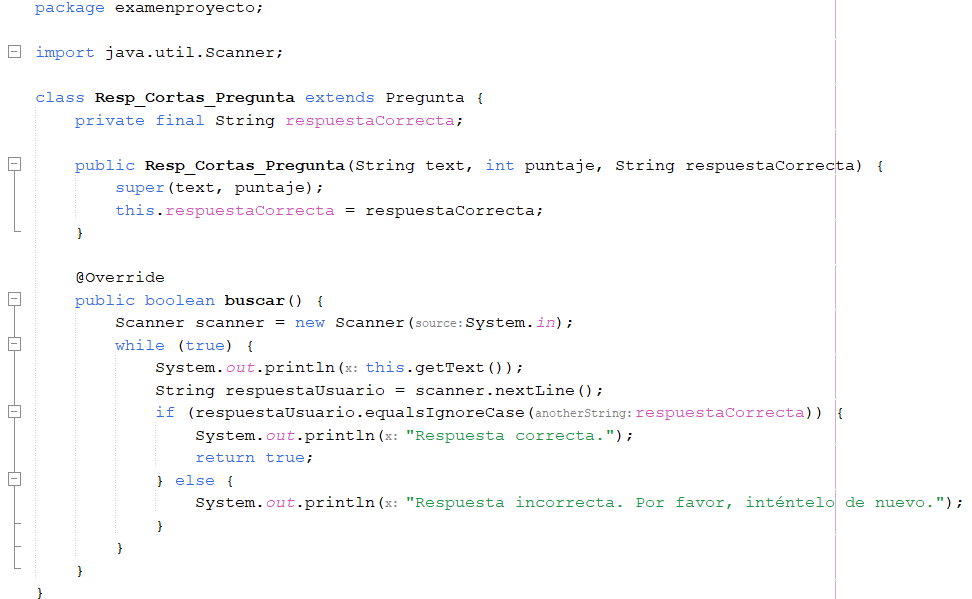 package examenproyecto;
import java.util.Scanner;
class Resp_Cortas_Pregunta extends Pregunta {
    private final String respuestaCorrecta;
    public Resp_Cortas_Pregunta(String text, int puntaje, String respuestaCorrecta) {
        super(text, puntaje);
        this.respuestaCorrecta = respuestaCorrecta;
    }
    @Override
    public boolean buscar() {
        Scanner scanner = new Scanner(source:System.in);
        while (true) {
            System.out.println(x: this.getText());
            String respuestaUsuario = scanner.nextLine();
            if (respuestaUsuario.equalsIgnoreCase(anotherString:respuestaCorrecta)) {
                System.out.println(x: "Respuesta correcta.");
                return true;
            } else {
                System.out.println(x: "Respuesta incorrecta. Por favor, inténtelo de nuevo.");
            }
        }
    }
}